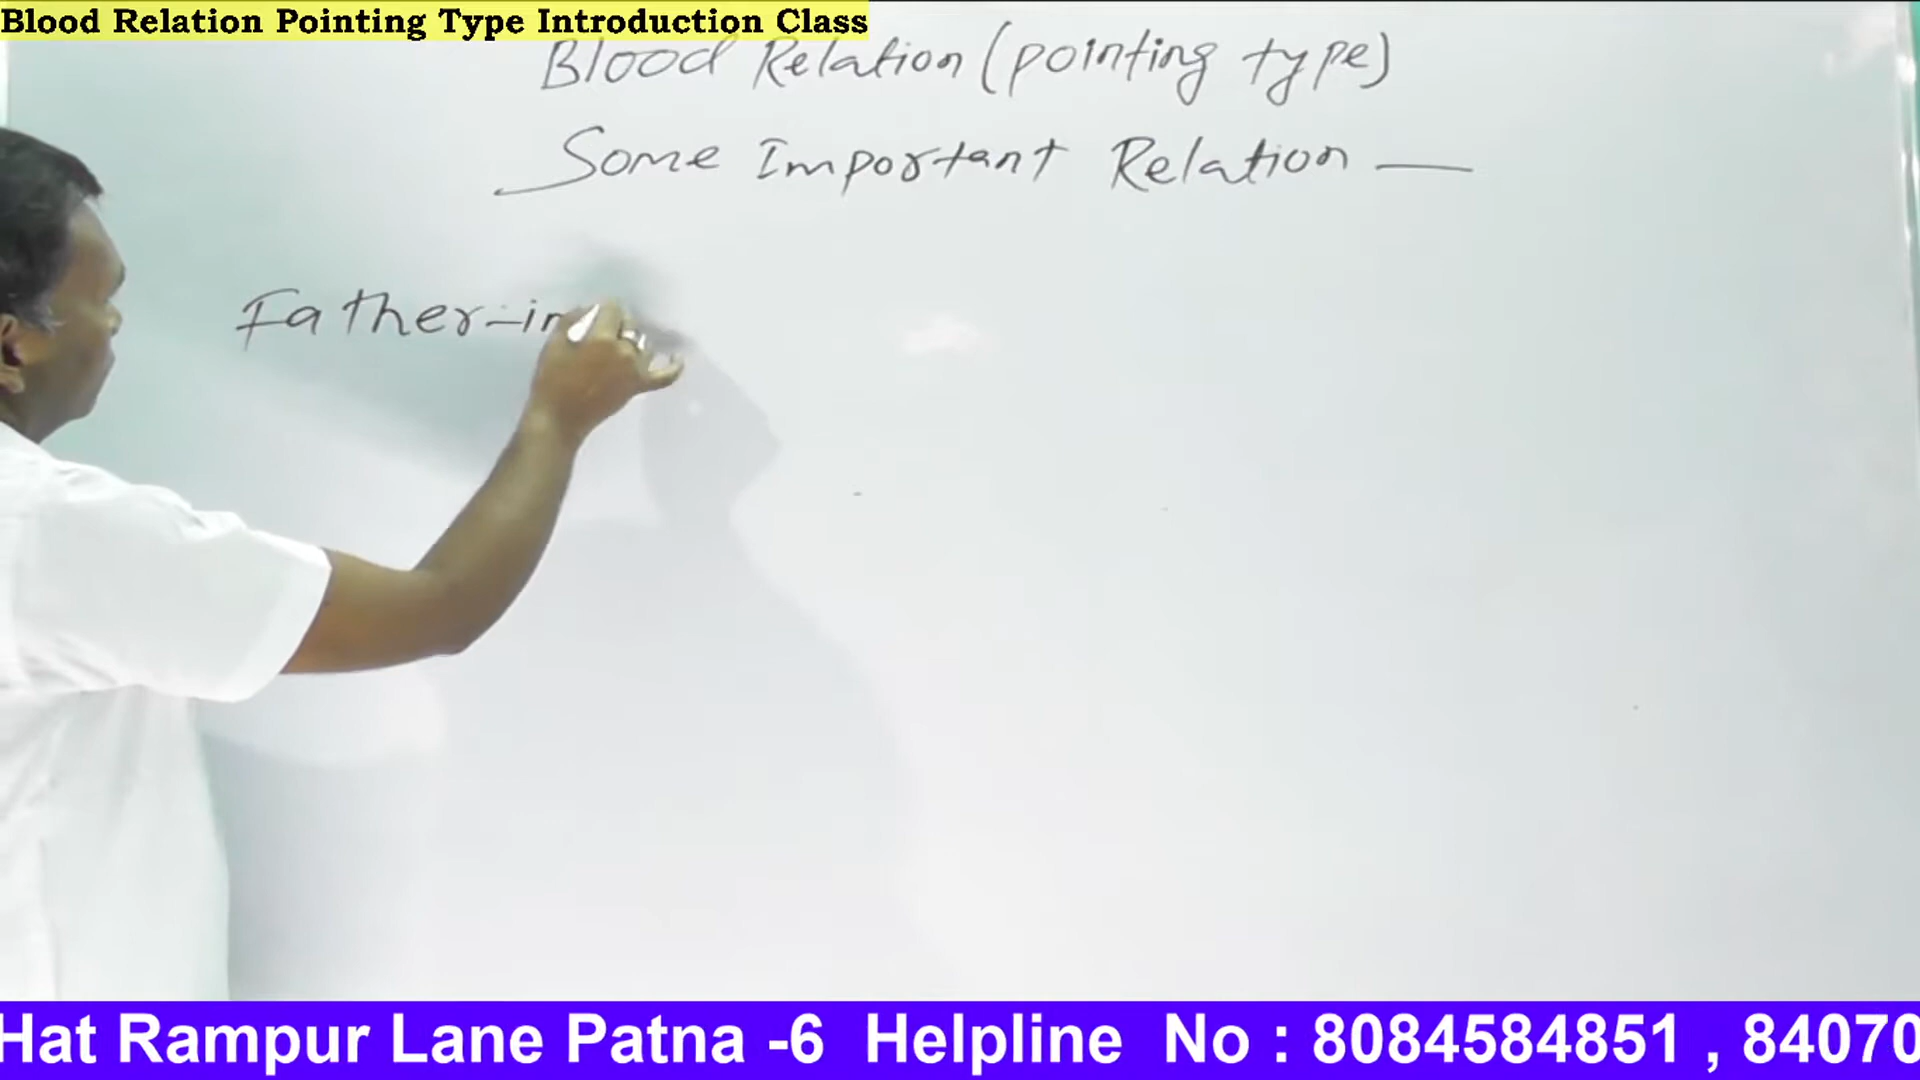 Blood Relation Pointing Type Introduction Class
Blood Relation (pointing type)
Some Important Relation —
Father-in
Hat Rampur Lane Patna -6 Helpline No : 8084584851 , 84070